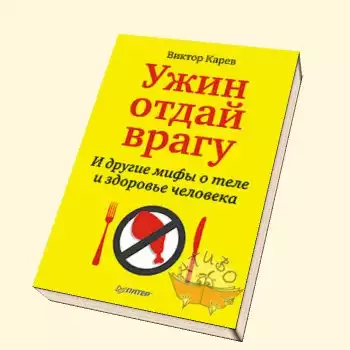 Виктор Карев
Ужин
отдай
врагу
И другие мифы о теле
и здоровье человека
ПИТЕР